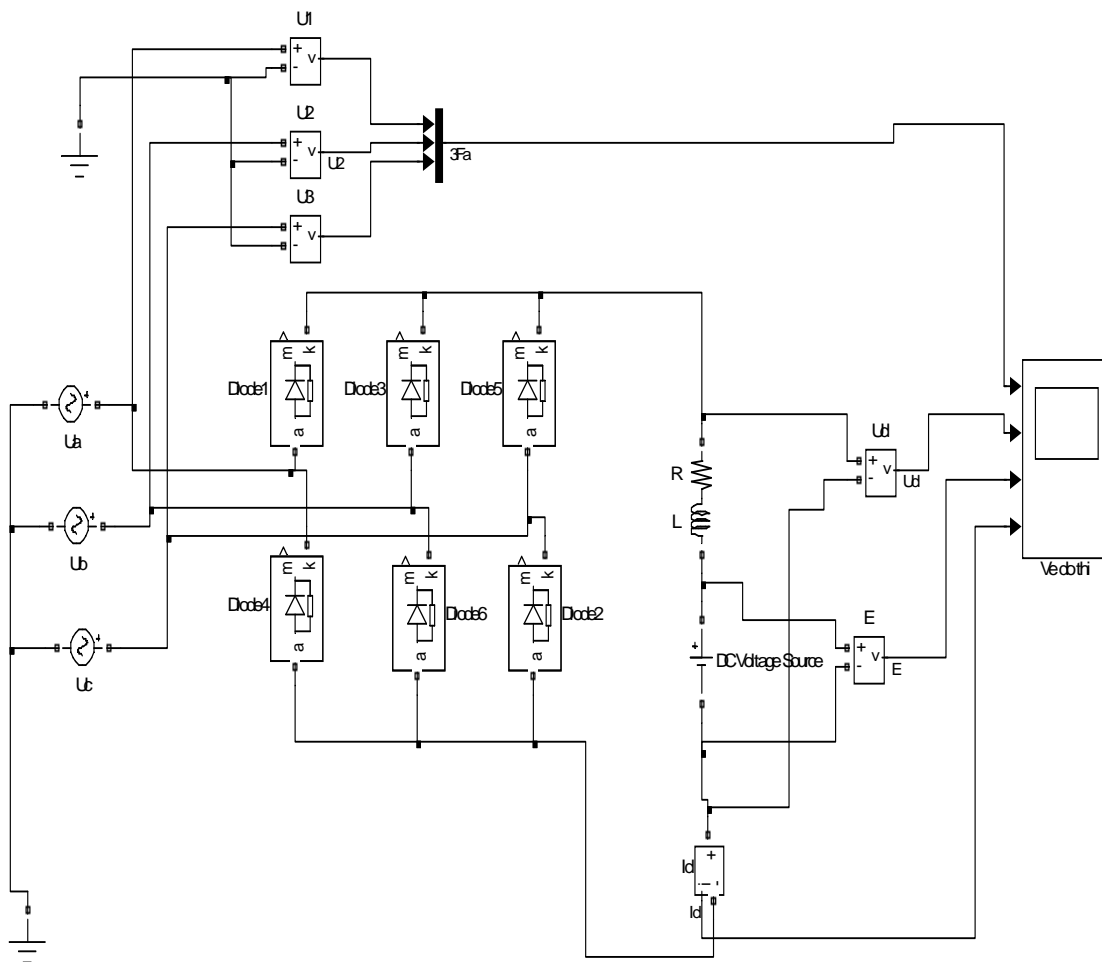 U1
+
v
-
U2
+
v
-
U2
3Fa
U3
+
v
-
m k
a
Diode1
m k
a
Diode3
m k
a
Diode5
+
Ua
+
Ub
+
Uc
m k
a
Diode4
m k
a
Diode6
m k
a
Diode2
R
L
+
DC Voltage Source
Ud
+
v
-
Ud
E
+
v
-
E
Vedothi
Id
+
i -
Id